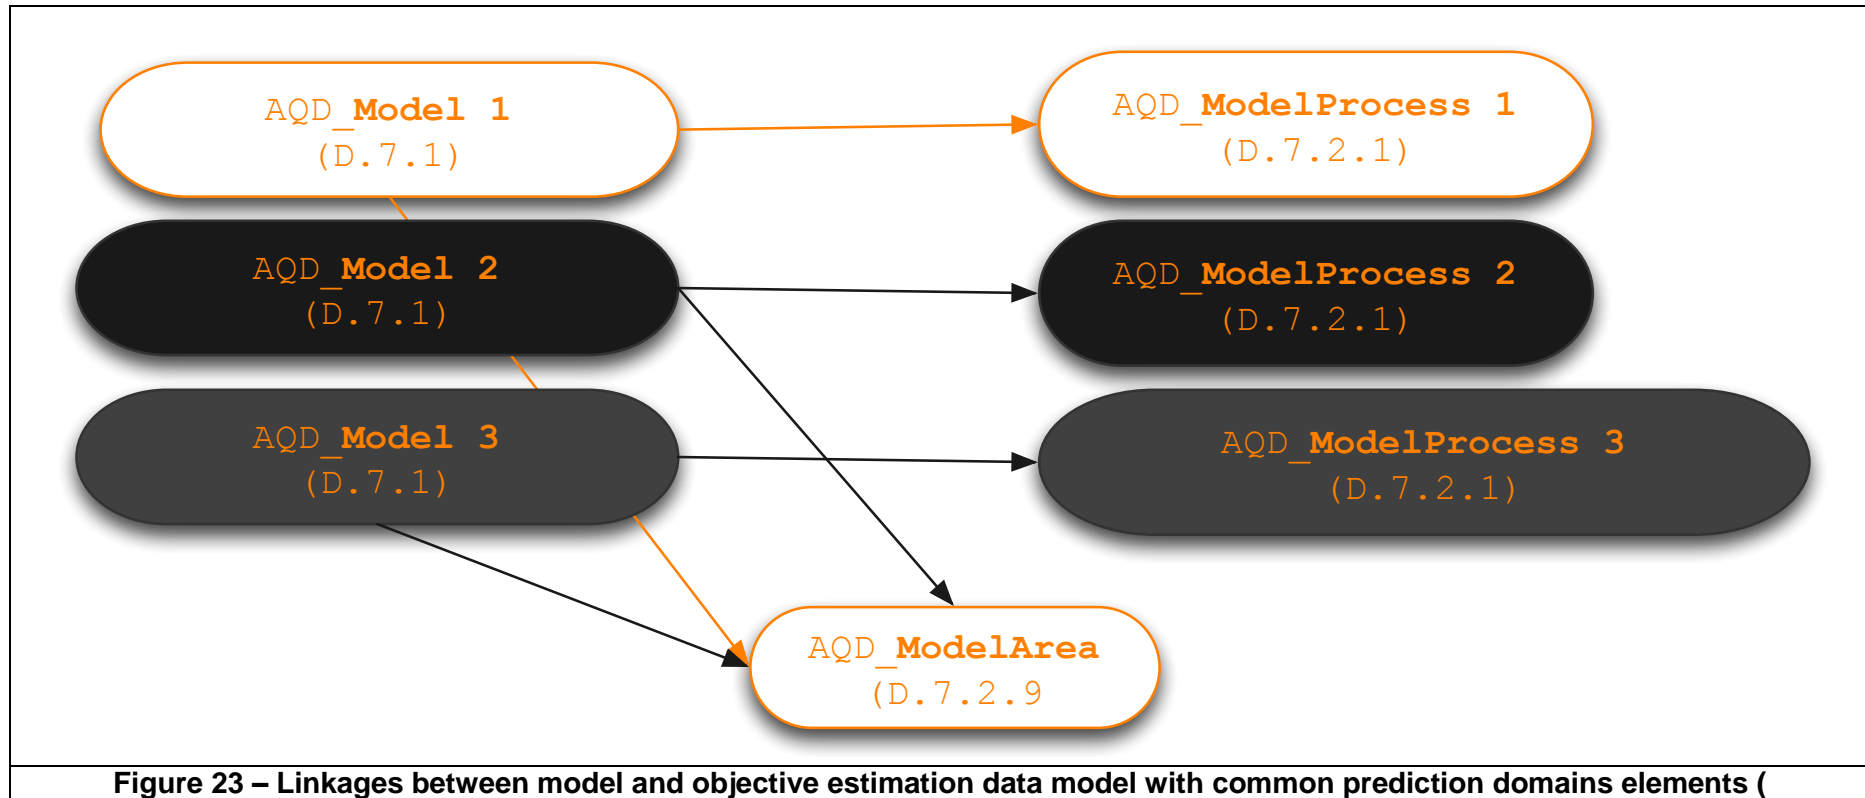 AQD_Model 1
(D.7.1)
AQD_ModelProcess 1
(D.7.2.1)
AQD_Model 2
(D.7.1)
AQD_ModelProcess 2
(D.7.2.1)
AQD_Model 3
(D.7.1)
AQD_ModelProcess 3
(D.7.2.1)
AQD_ModelArea
(D.7.2.9
Figure 23 – Linkages between model and objective estimation data model with common prediction domains elements (